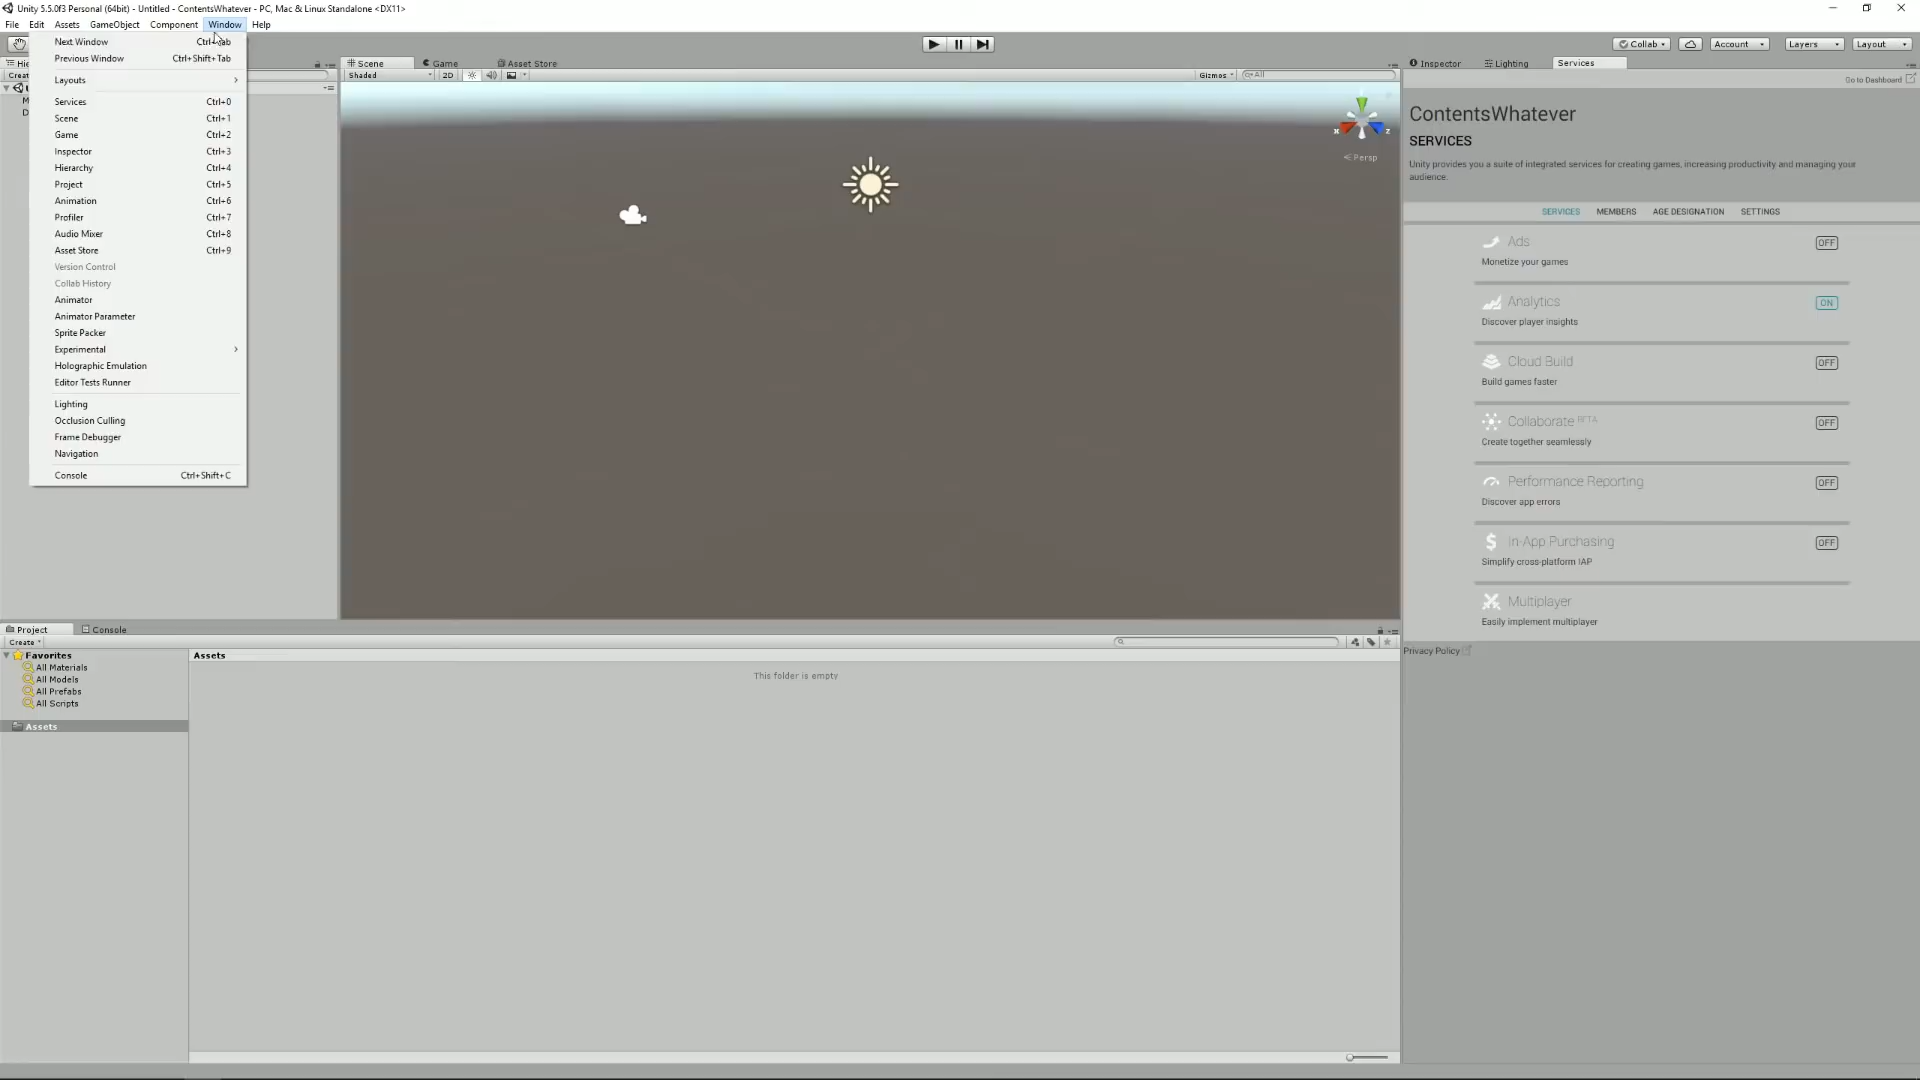 Unity 5.5.0f3 Personal (64bit) - Untitled - ContentsWhatever - PC, Mac & Linux Standalone <DX11>
File Edit Assets GameObject Component Window Help
Collab Account Layers Layout
Next Window
Previous Window Ctrl+Shift+Tab
Layouts
Services Ctrl+0
Scene Ctrl+1
Game Ctrl+2
Inspector Ctrl+3
Hierarchy Ctrl+4
Project Ctrl+5
Animation Ctrl+6
Profiler Ctrl+7
Audio Mixer Ctrl+8
Asset Store Ctrl+9
Version Control
Collab History
Animator
Animator Parameter
Sprite Packer
Experimental
Holographic Emulation
Editor Tests Runner
Lighting
Occlusion Culling
Frame Debugger
Navigation
Console Ctrl+Shift+C
Scene Game Asset Store
Shaded 2D Gizmos All
X Z
Persp
Inspector Lighting Services
Go to Dashboard
ContentsWhatever
SERVICES
Unity provides you a suite of integrated services for creating games, increasing productivity and managing your
audience.
SERVICES MEMBERS AGE DESIGNATION SETTINGS
Ads OFF
Monetize your games
Analytics ON
Discover player insights
Cloud Build OFF
Build games faster
Collaborate BETA OFF
Create together seamlessly
Performance Reporting OFF
Discover app errors
In-App Purchasing OFF
Simplify cross-platform IAP
Multiplayer
Easily implement multiplayer
Privacy Policy
Project Console
Create
Favorites
All Materials
All Models
All Prefabs
All Scripts
Assets
Assets
This folder is empty